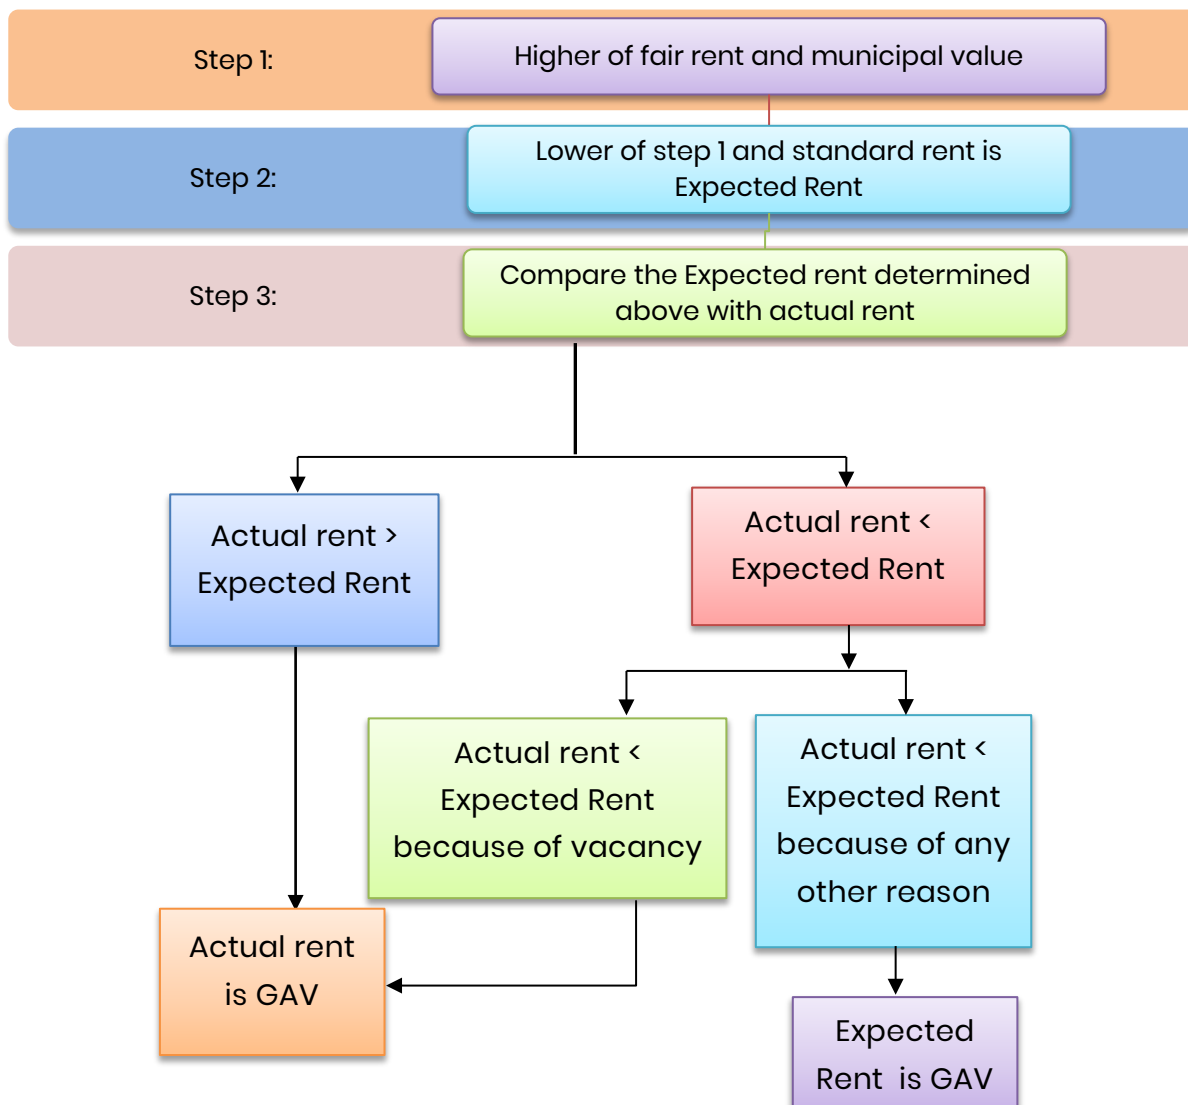 Step 1:
Higher of fair rent and municipal value
Step 2:
Lower of step 1 and standard rent is
Expected Rent
Step 3:
Compare the Expected rent determined
above with actual rent
Actual rent >
Expected Rent
Actual rent <
Expected Rent
Actual rent <
Expected Rent
because of vacancy
Actual rent <
Expected Rent
because of any
other reason
Actual rent
is GAV
Expected
Rent is GAV